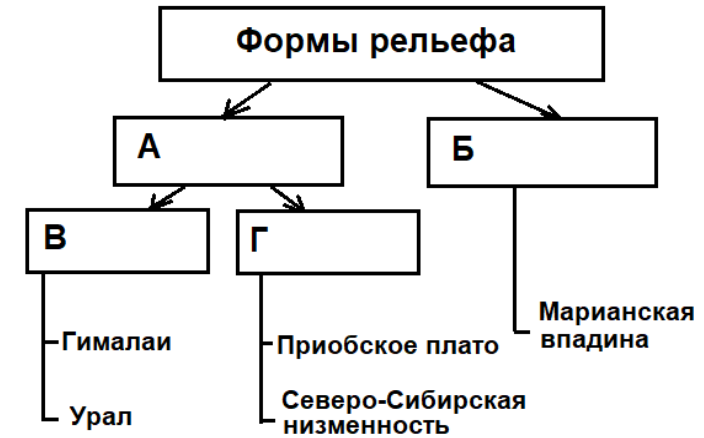 Формы рельефа
А
Б
В
Г
Гималаи
Урал
Приобское плато
Северо-Сибирская
низменность
Марианская
впадина